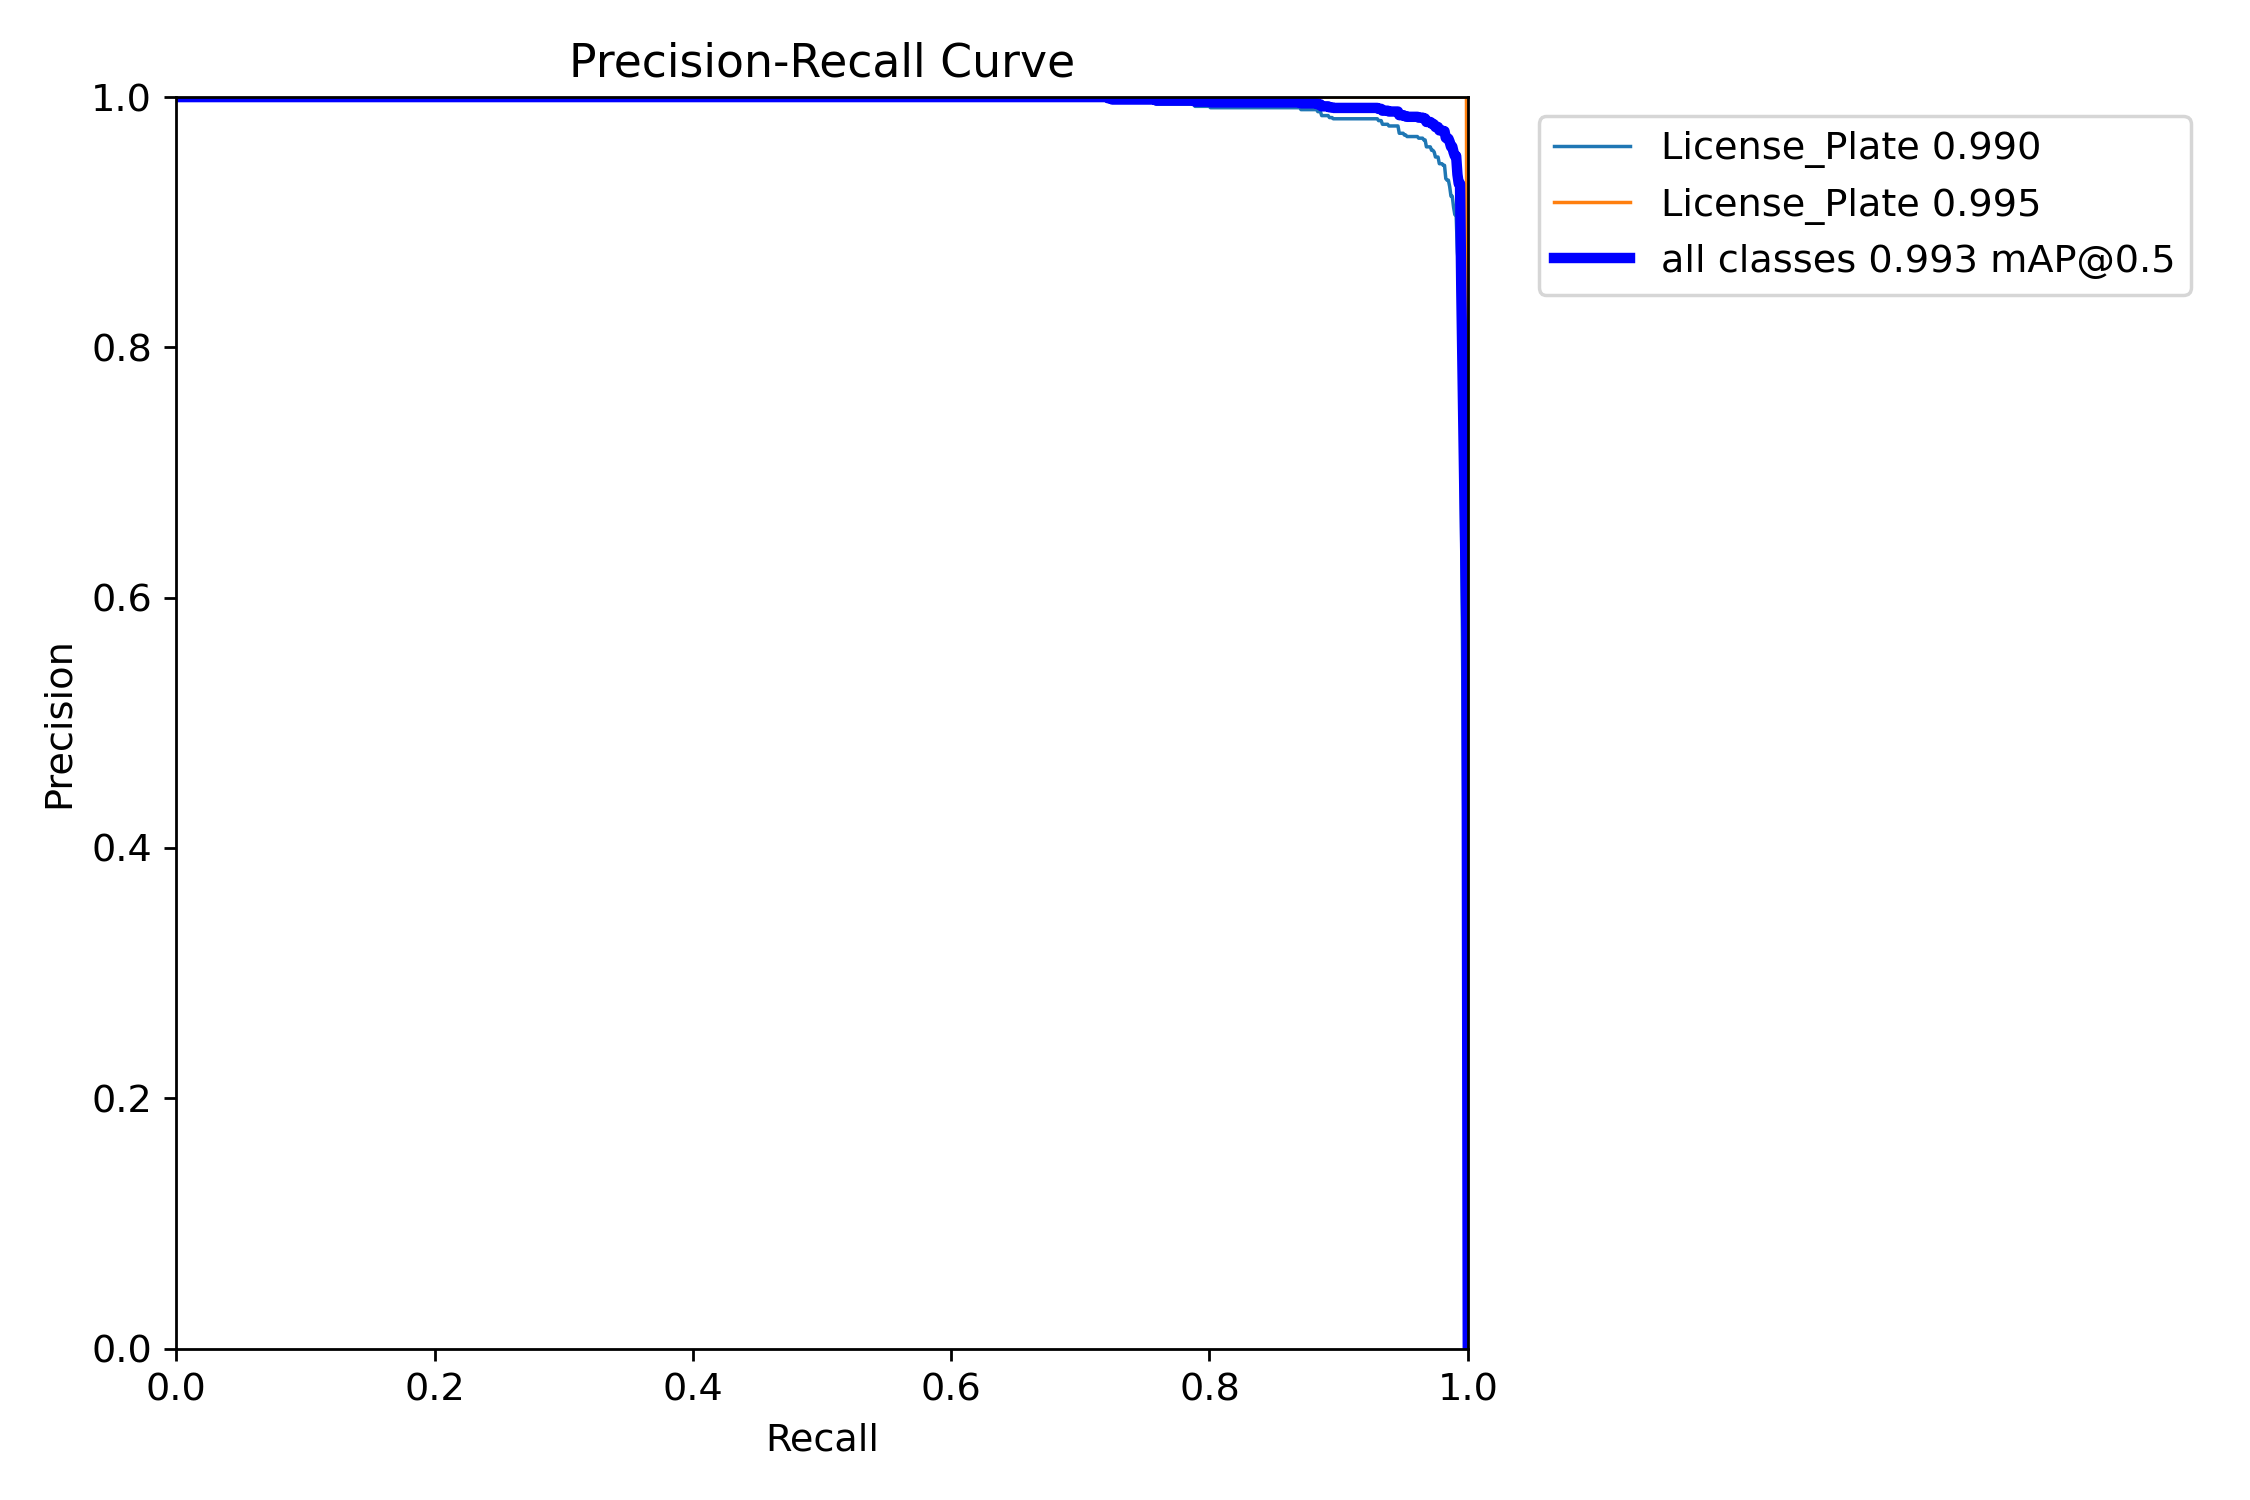 Precision-Recall Curve
1.0
0.8
0.6
0.4
0.2
0.0
Precision
0.0 0.2 0.4 0.6 0.8 1.0
Recall
License_Plate 0.990
License_Plate 0.995
all classes 0.993 mAP@0.5